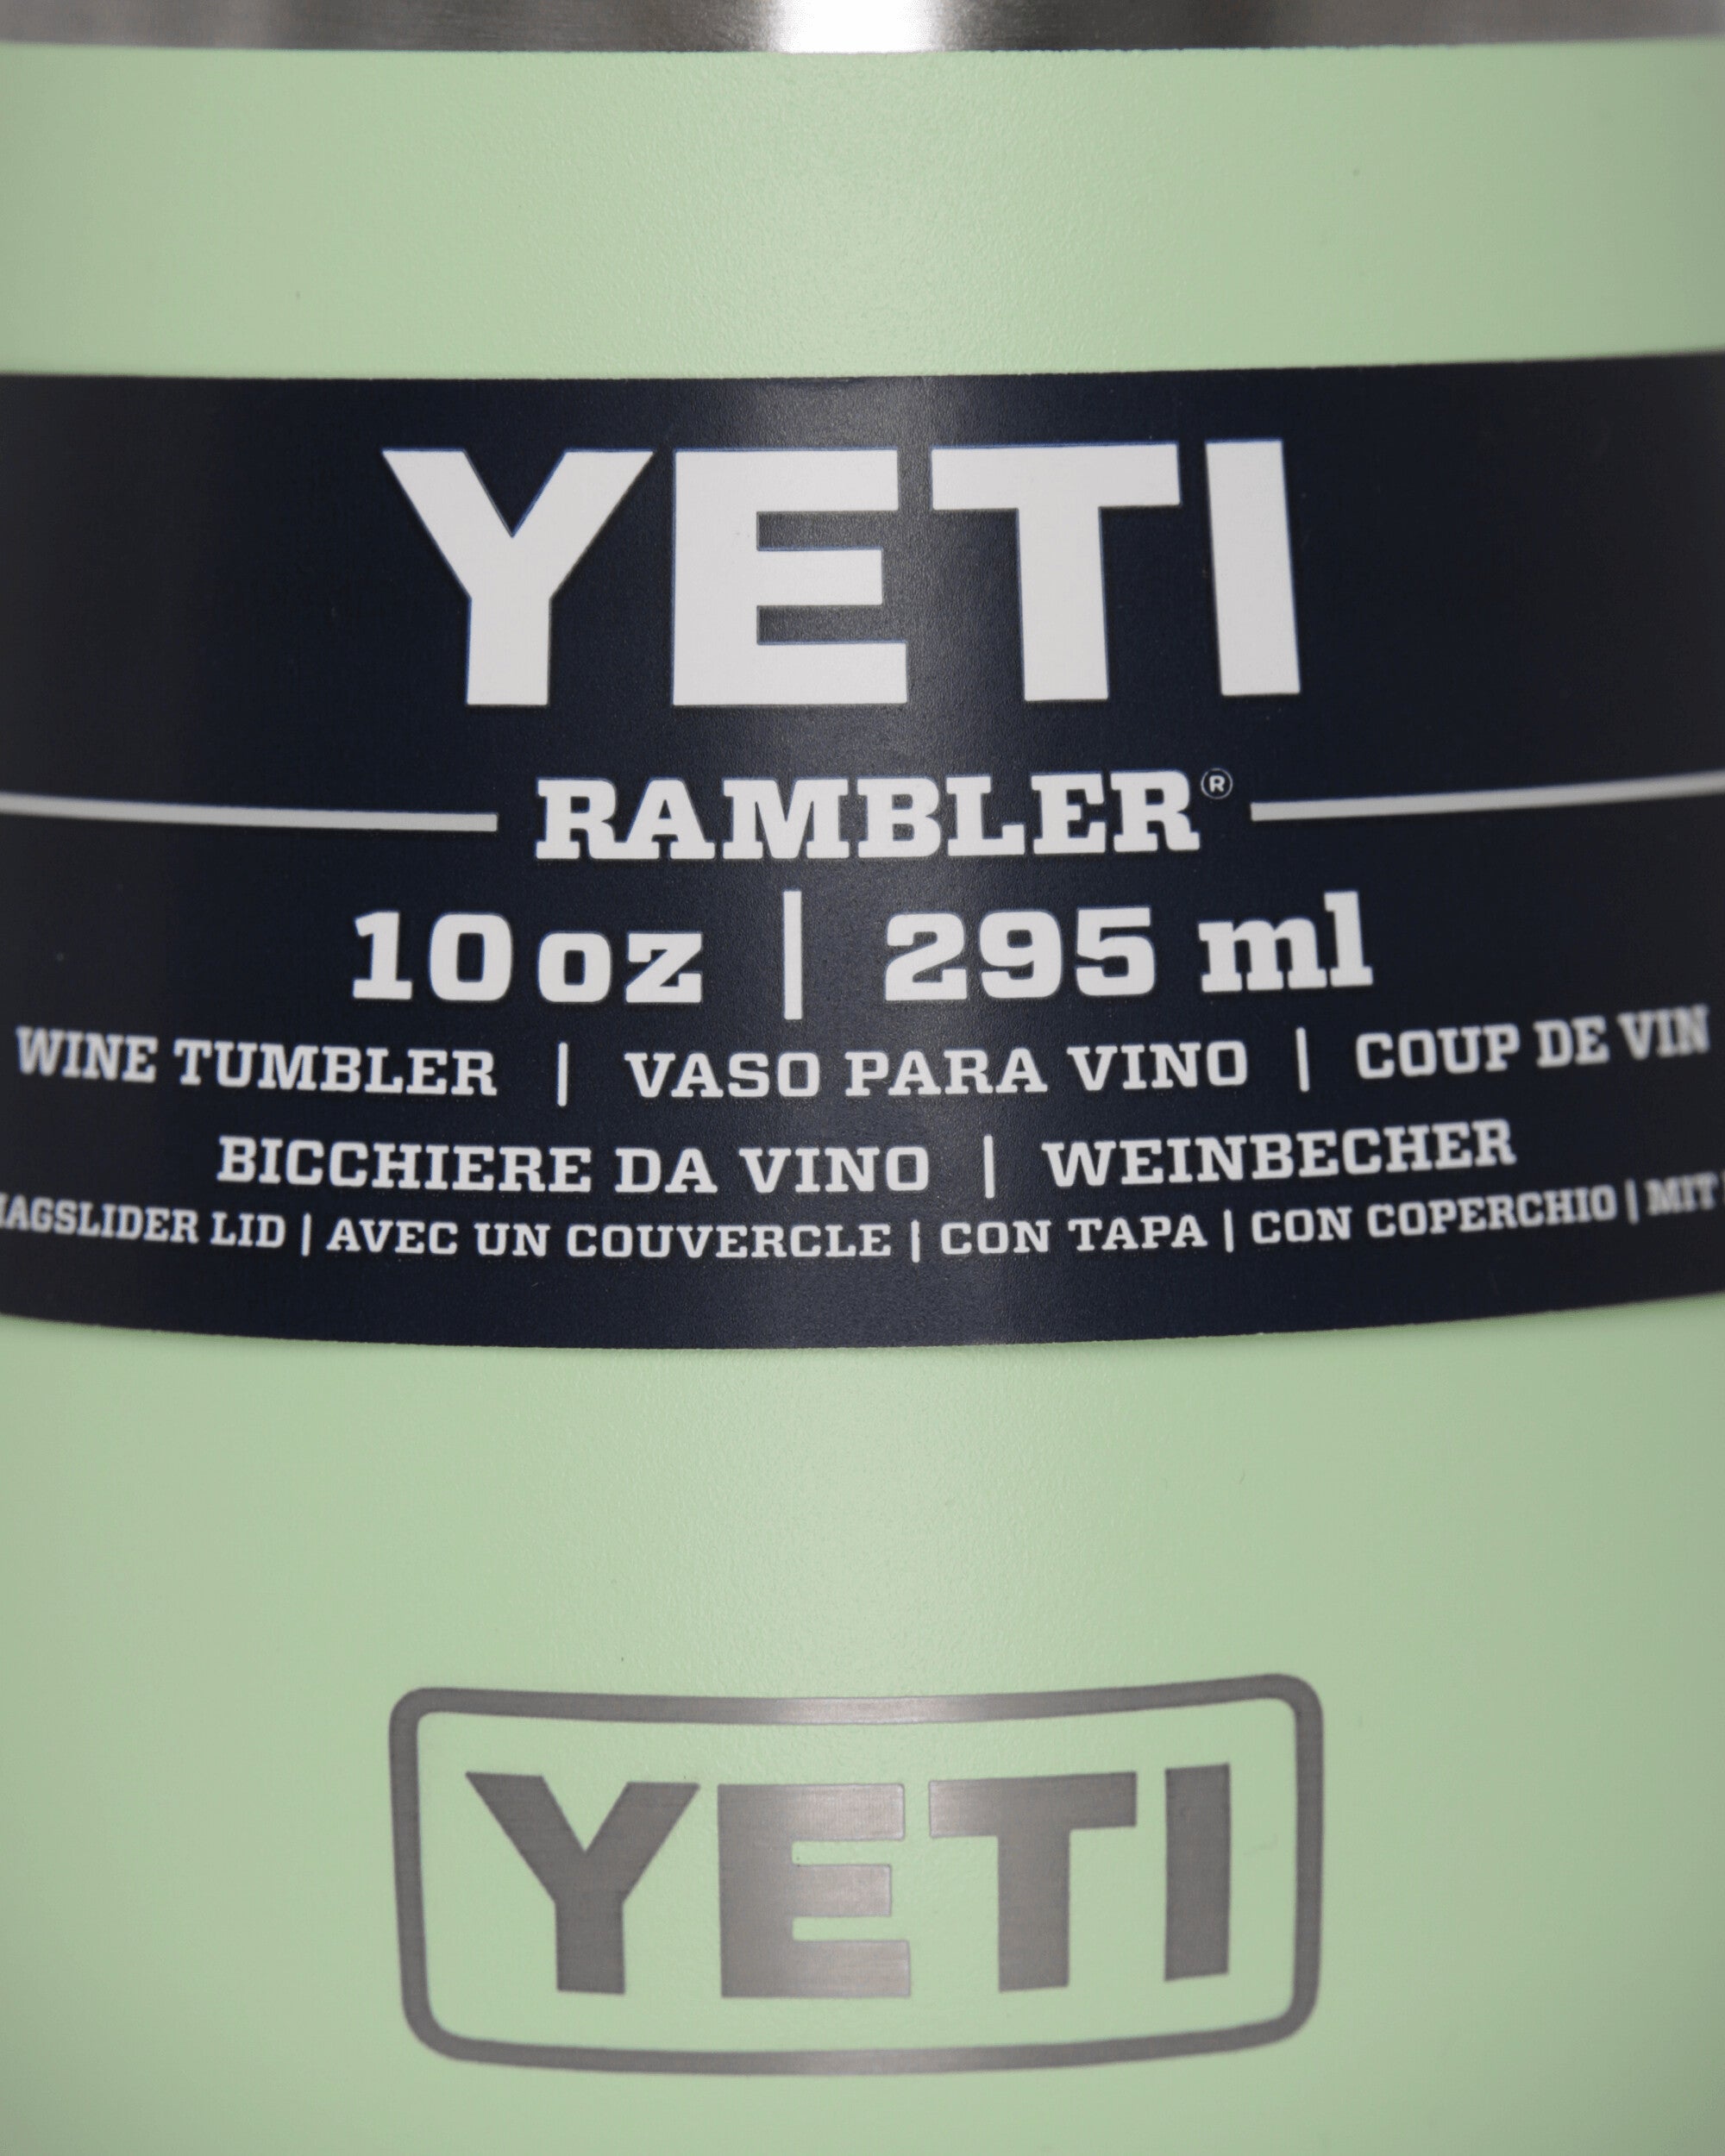 YETI
RAMBLER®
10 oz | 295 ml
WINE TUMBLER | VASO PARA VINO | COUP DE VIN
BICCHIERE DA VINO | WEINBECHER
LID | AVEC UN COUVERCLE | CON TAPA | CON COPERCHIO | MIT
YETI